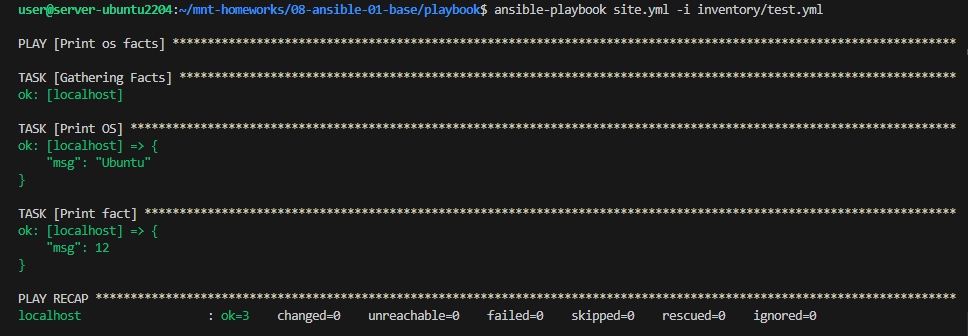 user@server-ubuntu2204:~/mnt-homeworks/08-ansible-01-base/playbook$ ansible-playbook site.yml -i inventory/test.yml
PLAY [Print os facts] ****************************************************************************************************************
TASK [Gathering Facts] ***************************************************************************************************************
ok: [localhost]
TASK [Print OS] **********************************************************************************************************************
ok: [localhost] => {
    "msg": "Ubuntu"
}
TASK [Print fact] ********************************************************************************************************************
ok: [localhost] => {
    "msg": 12
}
PLAY RECAP ***************************************************************************************************************************
localhost                  : ok=3    changed=0    unreachable=0    failed=0    skipped=0    rescued=0    ignored=0